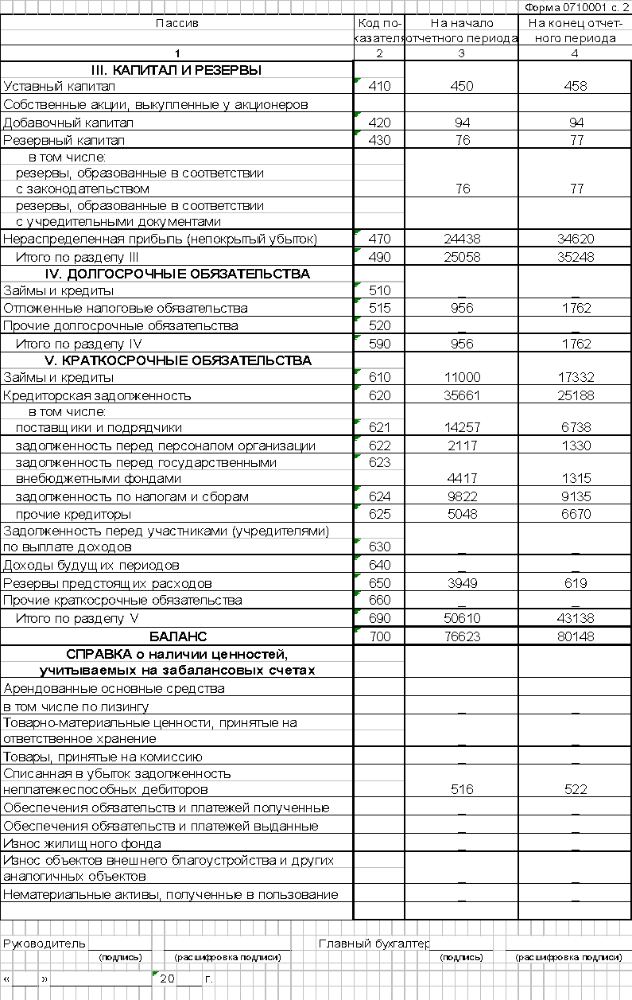 Форма 0710001 с. 2
Пассив Код по- На начало На конец отчет-
казателя отчетного периода ного периода
1 2 3 4
III. КАПИТАЛ И РЕЗЕРВЫ
Уставный капитал 410 450 458
Собственные акции, выкупленные у акционеров
Добавочный капитал 420 94 94
Резервный капитал 430 76 77
в том числе:
резервы, образованные в соответствии
с законодательством 76 77
резервы, образованные в соответствии
с учредительными документами
Нераспределенная прибыль (непокрытый убыток) 470 24438 34620
Итого по разделу III 490 25058 35248
IV. ДОЛГОСРОЧНЫЕ ОБЯЗАТЕЛЬСТВА
Займы и кредиты 510 _ _
Отложенные налоговые обязательства 515 956 1762
Прочие долгосрочные обязательства 520 _ _
Итого по разделу IV 590 956 1762
V. КРАТКОСРОЧНЫЕ ОБЯЗАТЕЛЬСТВА
Займы и кредиты 610 11000 17332
Кредиторская задолженность 620 35661 25188
в том числе:
поставщики и подрядчики 621 14257 6738
задолженность перед персоналом организации 622 2117 1330
задолженность перед государственными 623
внебюджетными фондами 4417 1315
задолженность по налогам и сборам 624 9822 9135
прочие кредиторы 625 5048 6670
Задолженность перед участниками (учредителями)
по выплате доходов 630 _ _
Доходы будущих периодов 640 _ _
Резервы предстоящих расходов 650 3949 619
Прочие краткосрочные обязательства 660 _ _
Итого по разделу V 690 50610 43138
БАЛАНС 700 76623 80148
СПРАВКА о наличии ценностей,
учитываемых на забалансовых счетах
Арендованные основные средства
в том числе по лизингу _ _
Товарно-материальные ценности, принятые на
ответственное хранение _ _
Товары, принятые на комиссию _ _
Списанная в убыток задолженность
неплатежеспособных дебиторов 516 522
Обеспечения обязательств и платежей полученные _ _
Обеспечения обязательств и платежей выданные _ _
Износ жилищного фонда _ _
Износ объектов внешнего благоустройства и других
аналогичных объектов _ _
Нематериальные активы, полученные в пользование _ _
Руководитель Главный бухгалтер
(подпись) (расшифровка подписи) (подпись) (расшифровка подписи)
« ___ » ___________ 20 ___ г.